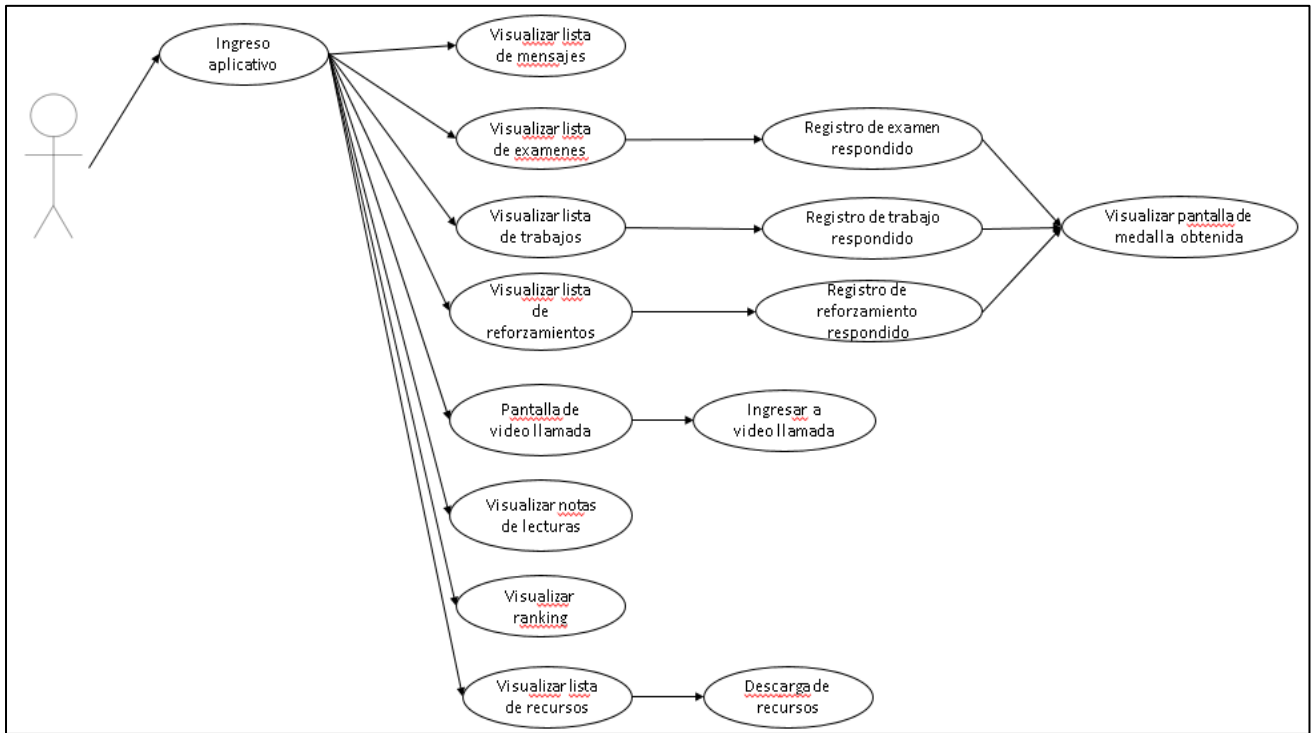 Ingreso
aplicativo
Visualizar lista
de mensajes
Visualizar lista
de examenes
Registro de examen
respondido
Visualizar lista
de trabajos
Registro de trabajo
respondido
Visualizar pantalla de
medalla obtenida
Visualizar lista
de
reforzamientos
Registro de
reforzamiento
respondido
Pantalla de
video llamada
Ingresar a
video llamada
Visualizar notas
de lecturas
Visualizar
ranking
Visualizar lista
de recursos
Descarga de
recursos